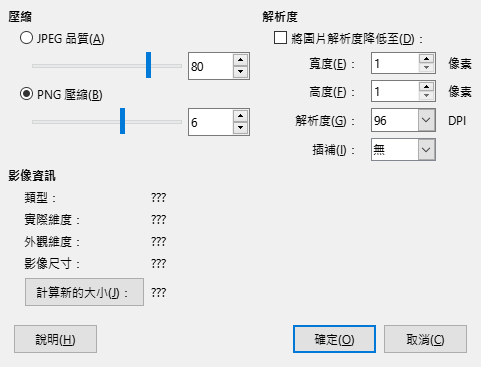 壓縮
JPEG 品質(A)
80
PNG 壓縮(B)
6
解析度
將圖片解析度降低至(D)：
寬度(E)： 1 像素
高度(F)： 1 像素
解析度(G)： 96 DPI
插補(I)： 無
影像資訊
類型： ???
實際維度： ???
外觀維度： ???
影像尺寸： ???
計算新的大小(J)： ???
說明(H)
確定(O)
取消(C)